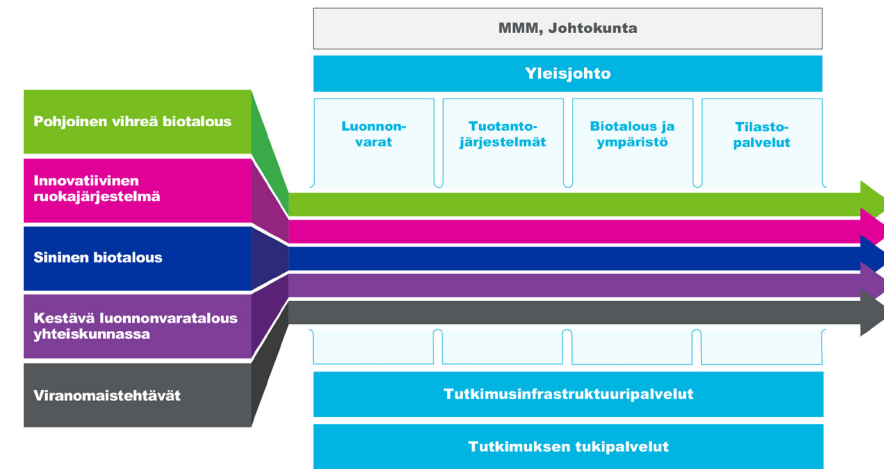 MMM, Johtokunta
Yleisjohto
Luonnon-
varat
Tuotanto-
järjestelmät
Biotalous ja
ympäristö
Tilasto-
palvelut
Pohjoinen vihreä biotalous
Innovatiivinen
ruokajärjestelmä
Sininen biotalous
Kestävä luonnonvaratalous
yhteiskunnassa
Viranomaistehtävät
Tutkimusinfrastruktuuripalvelut
Tutkimuksen tukipalvelut